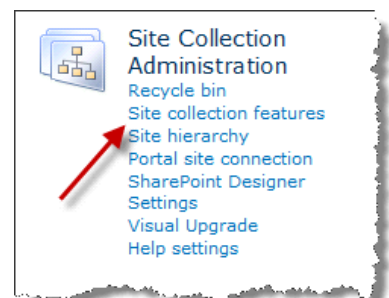 Site Collection
Administration
Recycle bin
Site collection features
Site hierarchy
Portal site connection
SharePoint Designer
Settings
Visual Upgrade
Help settings